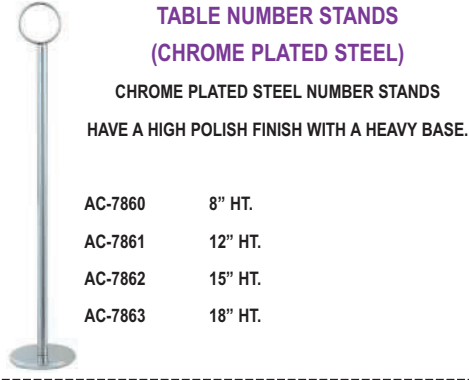 TABLE NUMBER STANDS
(CHROME PLATED STEEL)
CHROME PLATED STEEL NUMBER STANDS
HAVE A HIGH POLISH FINISH WITH A HEAVY BASE.
AC-7860 8” HT.
AC-7861 12” HT.
AC-7862 15” HT.
AC-7863 18” HT.